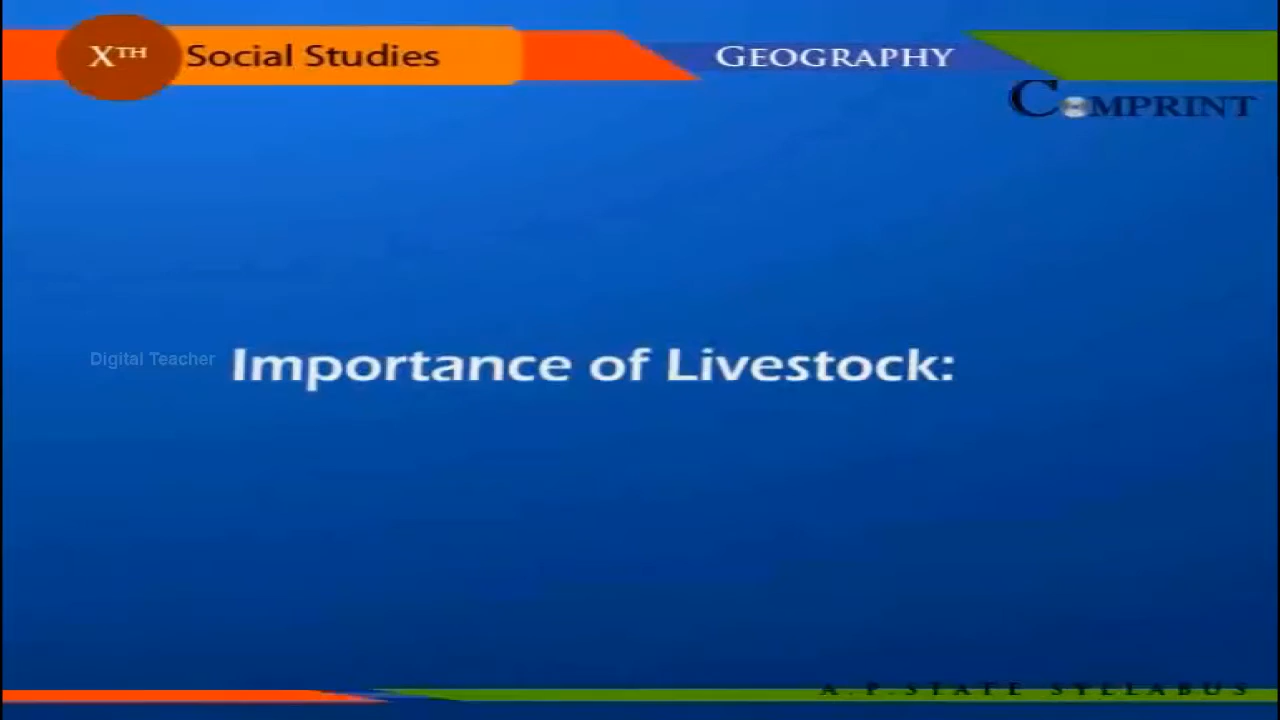 XTH Social Studies
GEOGRAPHY
COMPRINT
Digital Teacher
Importance of Livestock:
A.P.STATE SYLLABUS